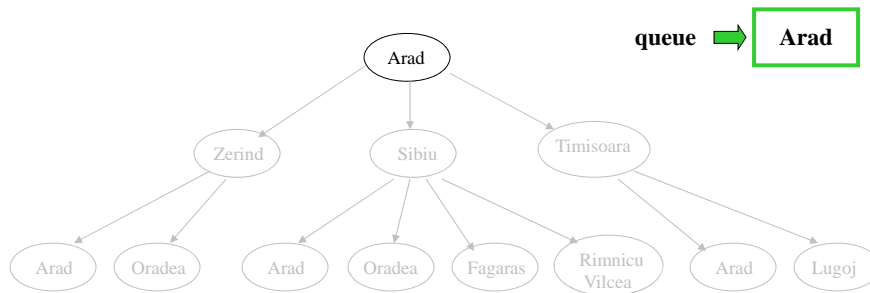 queue Arad
Arad
Zerind Sibiu Timisoara
Arad Oradea Arad Oradea Fagaras Rimnicu Vilcea Arad Lugoj